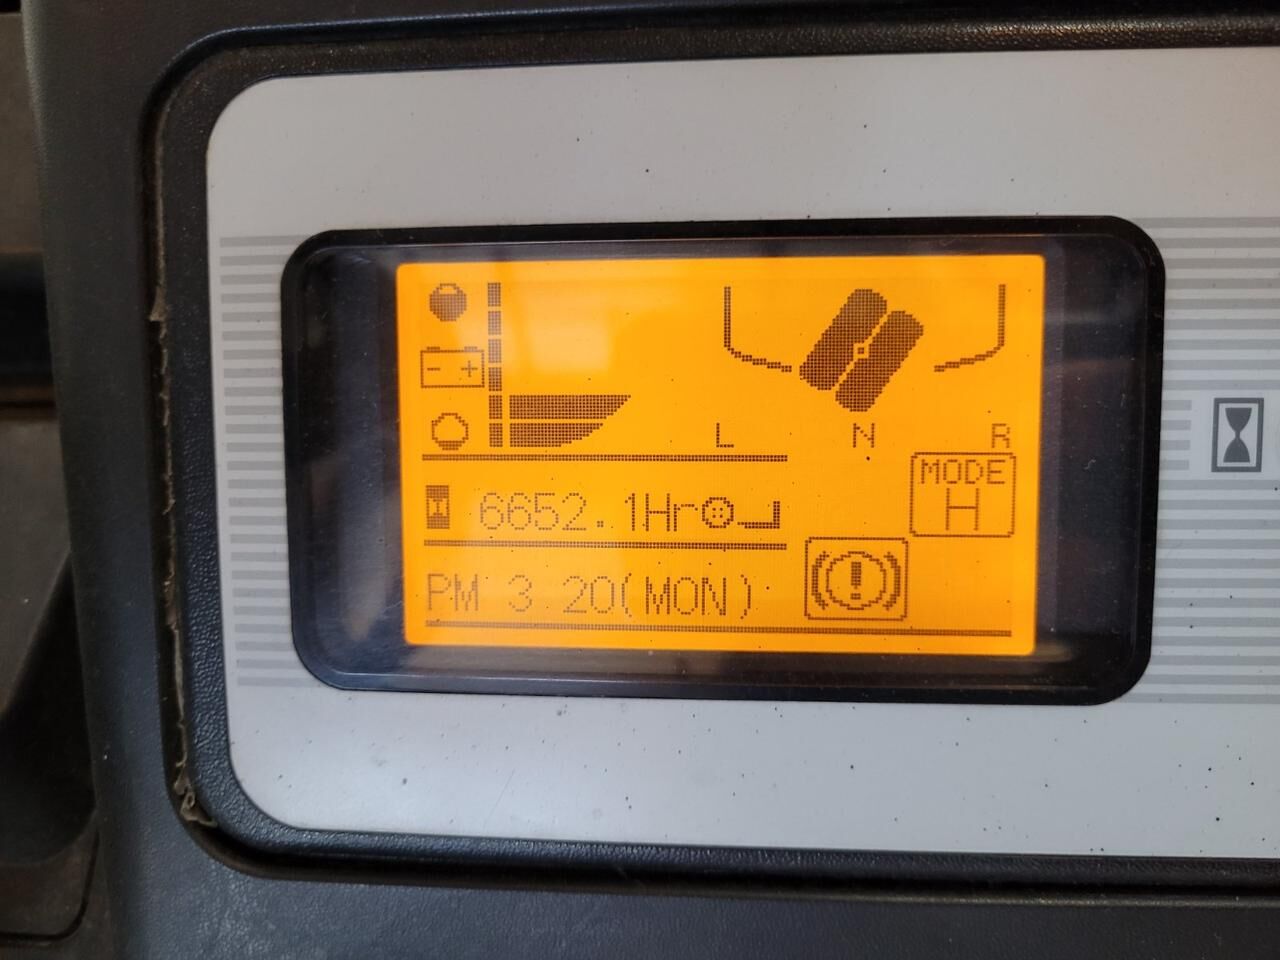 L N R
MODE
H
6652.1Hr
PM 3 20(MON)